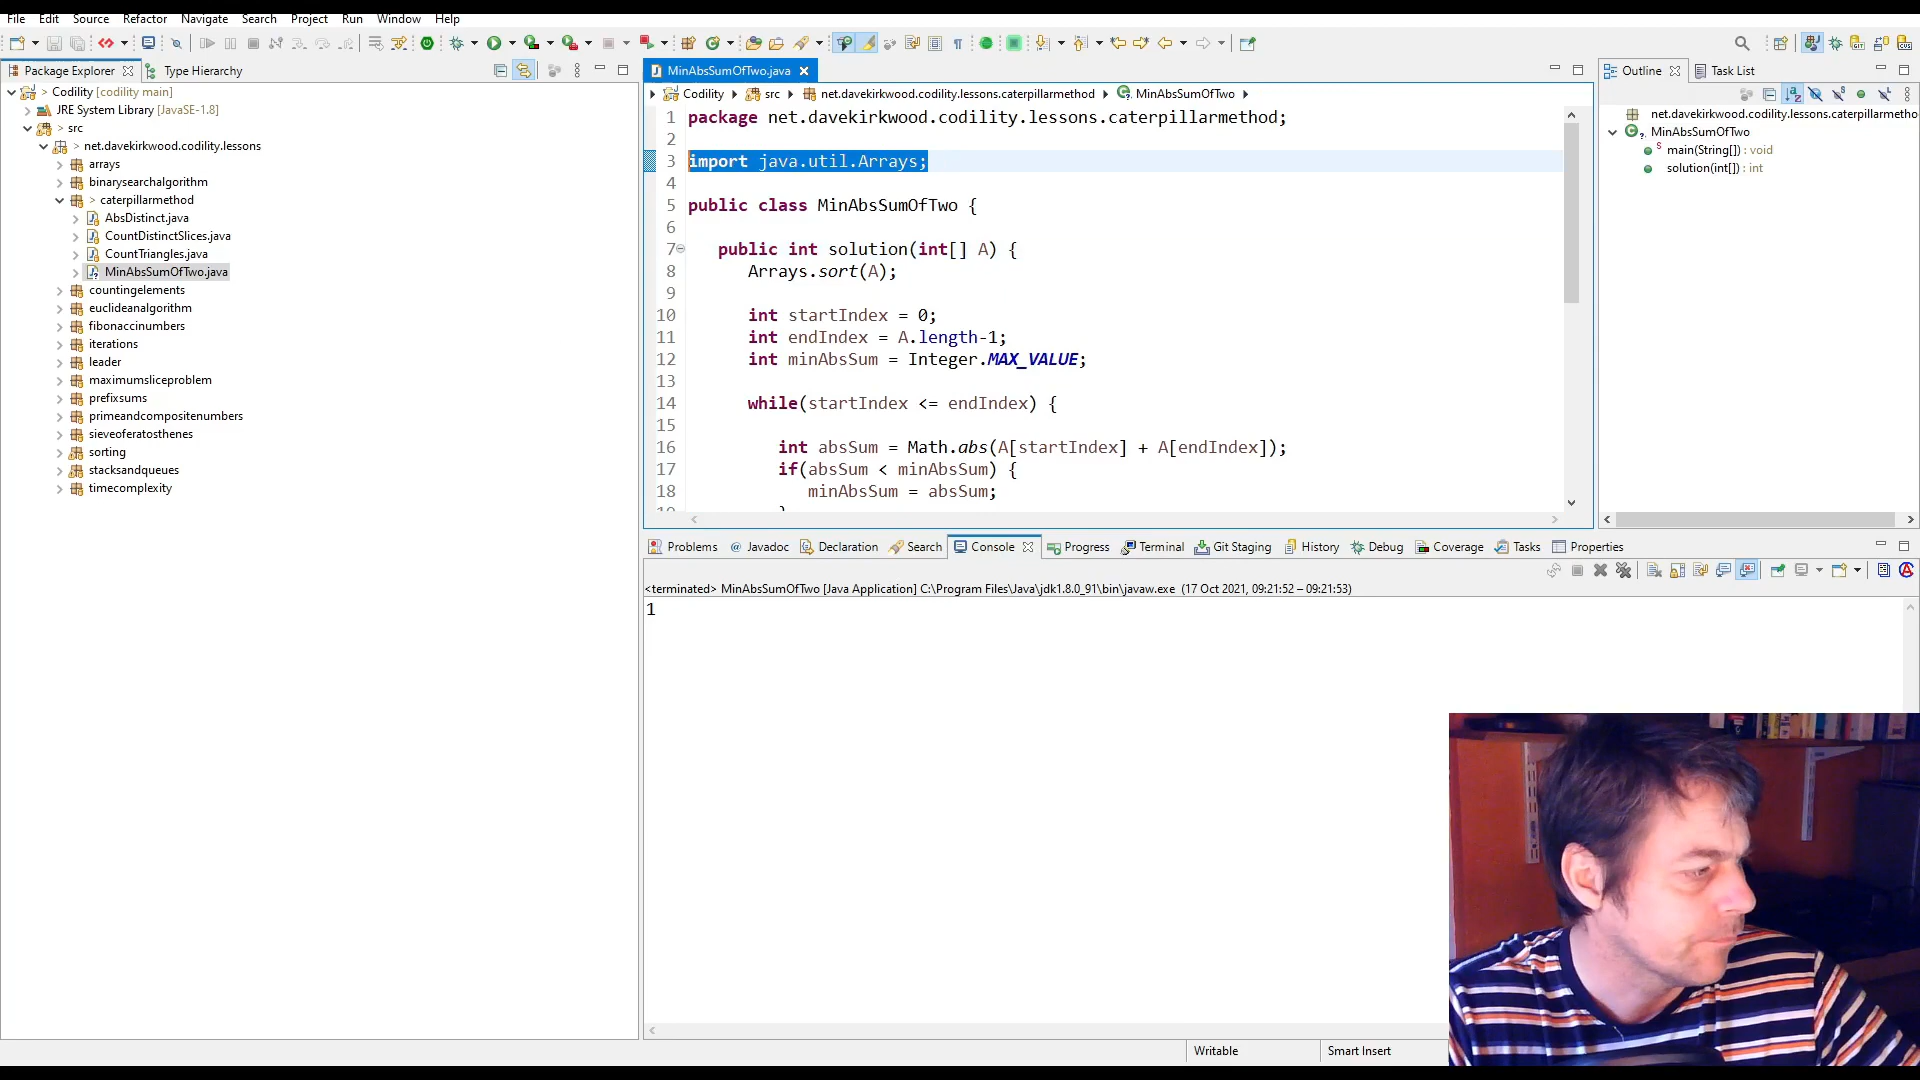 File Edit Source Refactor Navigate Search Project Run Window Help
Package Explorer Type Hierarchy
> Codility [codility main]
JRE System Library [JavaSE-1.8]
> src
> net.davekirkwood.codility.lessons
arrays
binarysearchalgorithm
> caterpillarmethod
AbsDistinct.java
CountDistinctSlices.java
CountTriangles.java
MinAbsSumOfTwo.java
countingelements
euclideanalgorithm
fibonaccinumbers
iterations
leader
maximumsliceproblem
prefixsums
primeandcompositenumbers
sieveoferatosthenes
sorting
stacksandqueues
timecomplexity
MinAbsSumOfTwo.java
Codility src net.davekirkwood.codility.lessons.caterpillarmethod MinAbsSumOfTwo
1 package net.davekirkwood.codility.lessons.caterpillarmethod;
2
3 import java.util.Arrays;
4
5 public class MinAbsSumOfTwo {
6
7 public int solution(int[] A) {
8 Arrays.sort(A);
9
10 int startIndex = 0;
11 int endIndex = A.length-1;
12 int minAbsSum = Integer.MAX_VALUE;
13
14 while(startIndex <= endIndex) {
15
16 int absSum = Math.abs(A[startIndex] + A[endIndex]);
17 if(absSum < minAbsSum) {
18 minAbsSum = absSum;
Outline Task List
net.davekirkwood.codility.lessons.caterpillarmetho
MinAbsSumOfTwo
main(String[]) : void
solution(int[]) : int
Problems Javadoc Declaration Search Console Progress Terminal Git Staging History Debug Coverage Tasks Properties
<terminated> MinAbsSumOfTwo [Java Application] C:\Program Files\Java\jdk1.8.0_91\bin\javaw.exe (17 Oct 2021, 09:21:52 – 09:21:53)
1
Writable Smart Insert